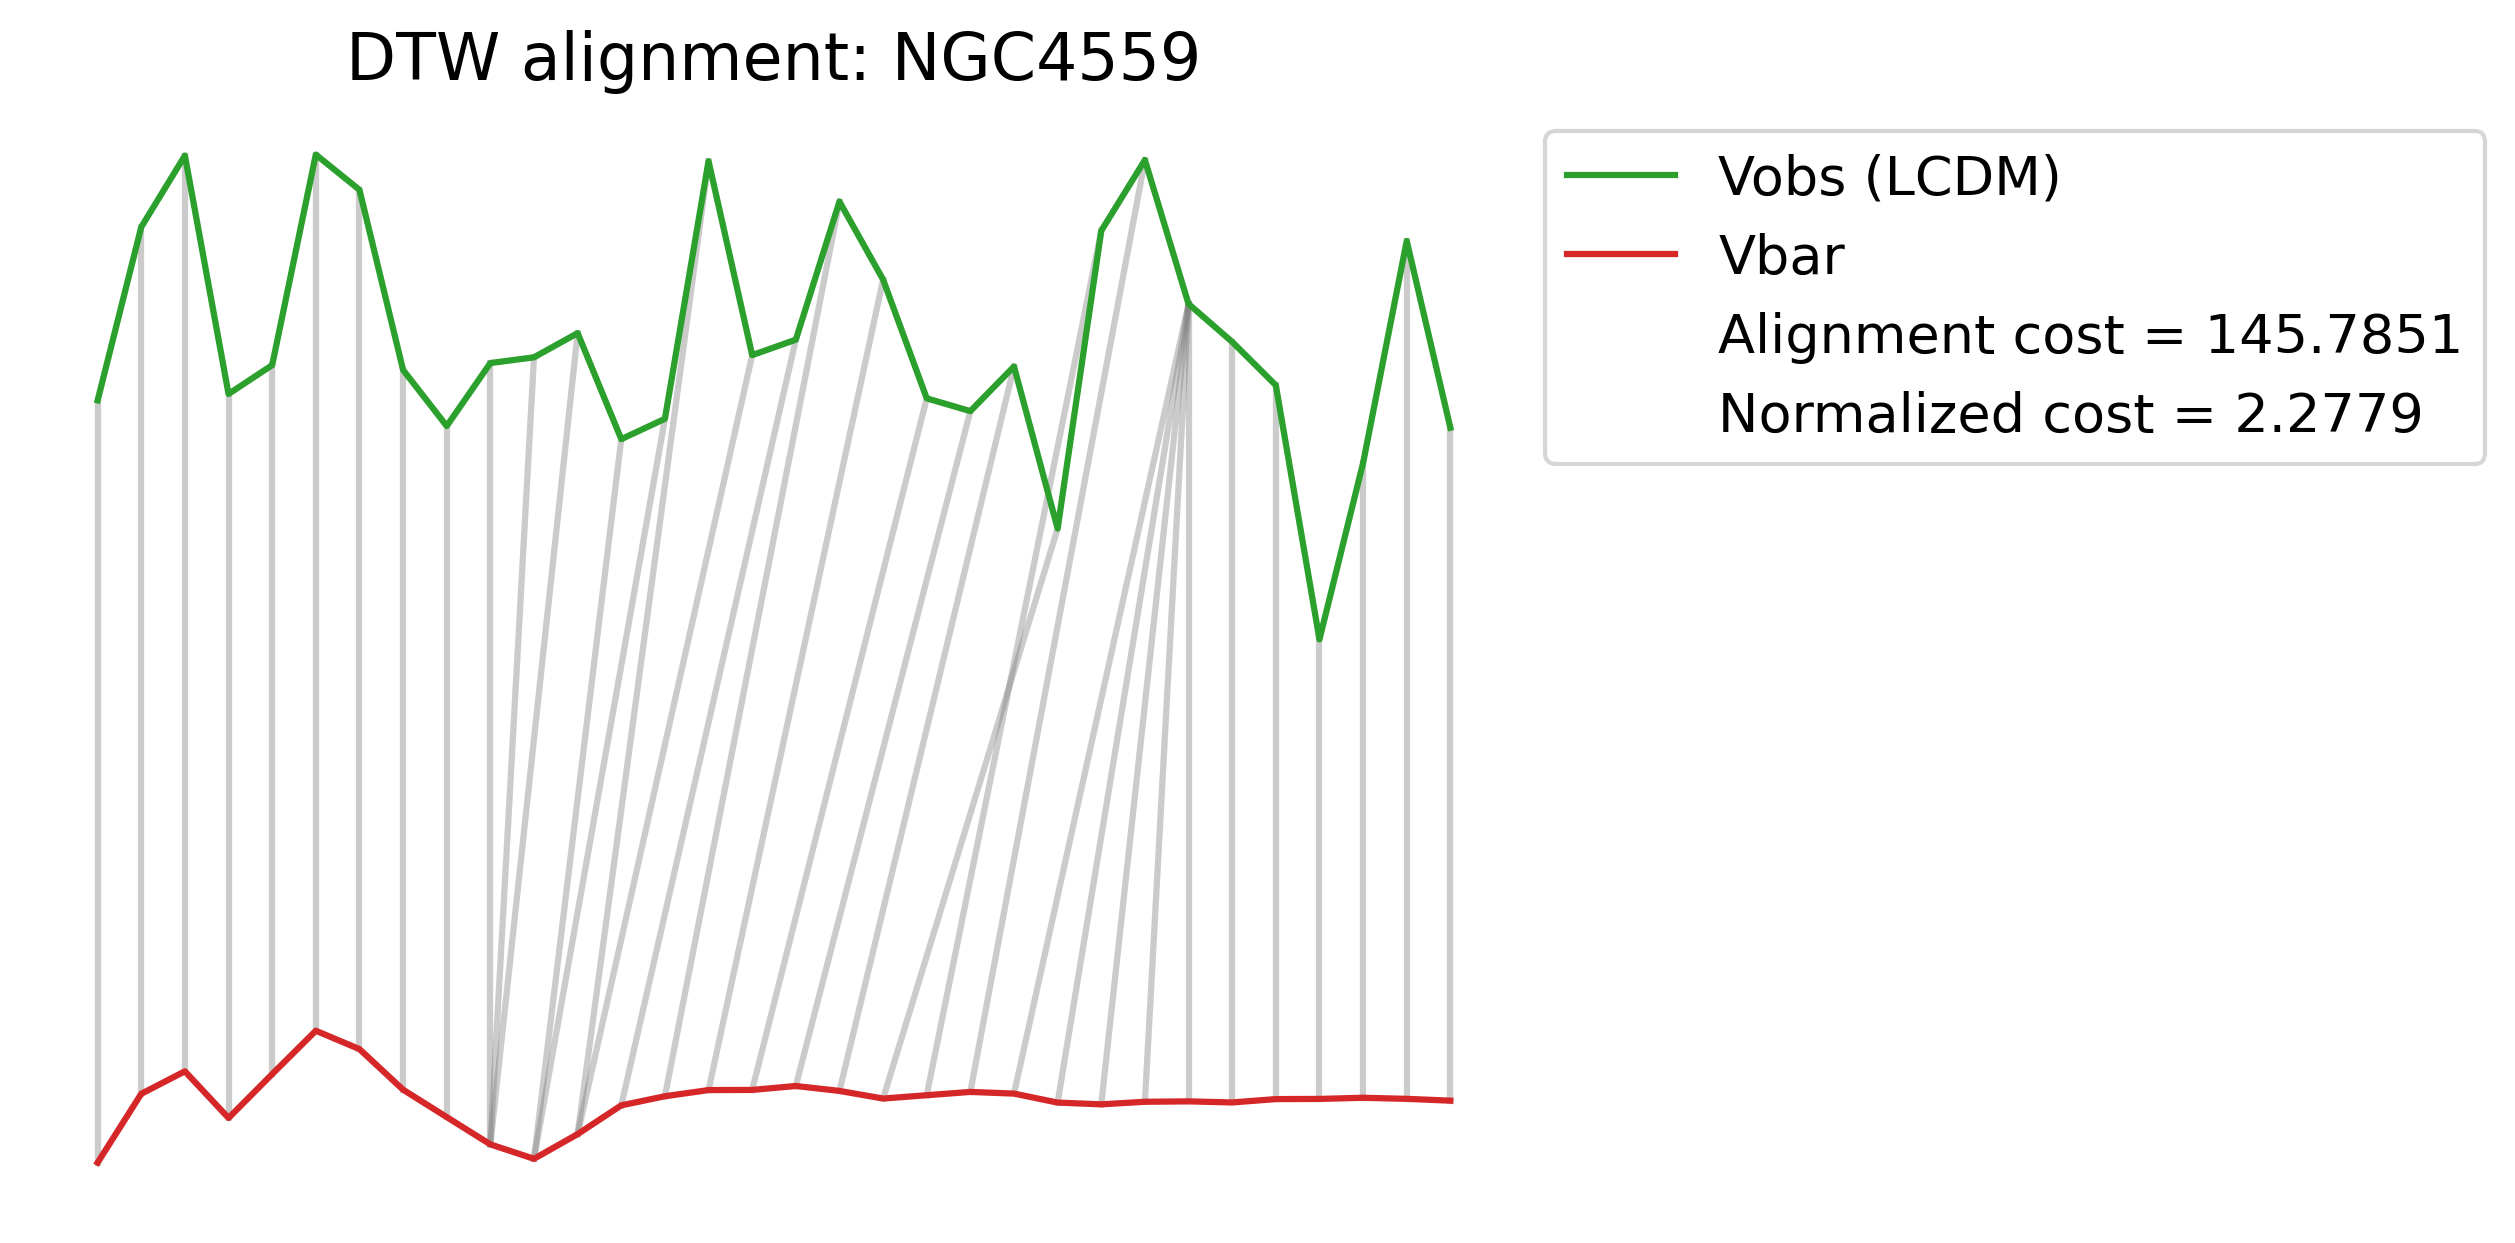 DTW alignment: NGC4559
Vobs (LCDM)
Vbar
Alignment cost = 145.7851
Normalized cost = 2.2779